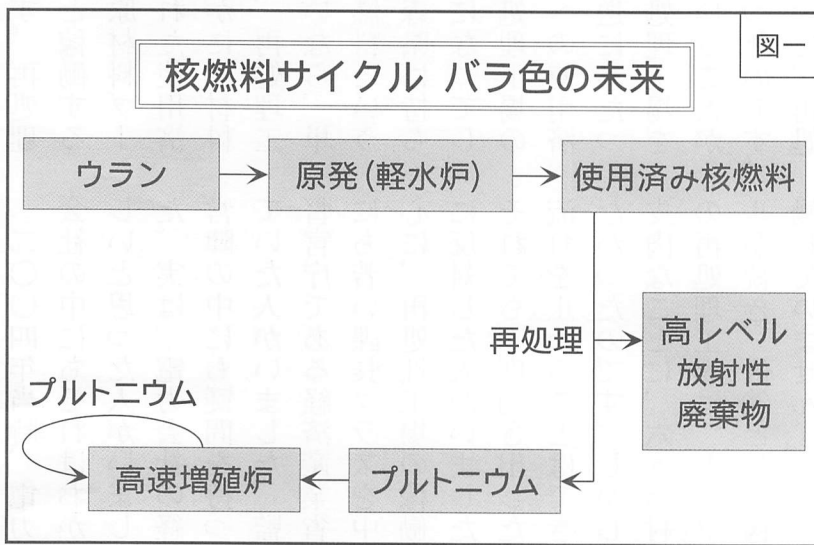 図一
核燃料サイクル バラ色の未来
ウラン
原発(軽水炉)
使用済み核燃料
再処理
高レベル
放射性
廃棄物
プルトニウム
高速増殖炉
プルトニウム